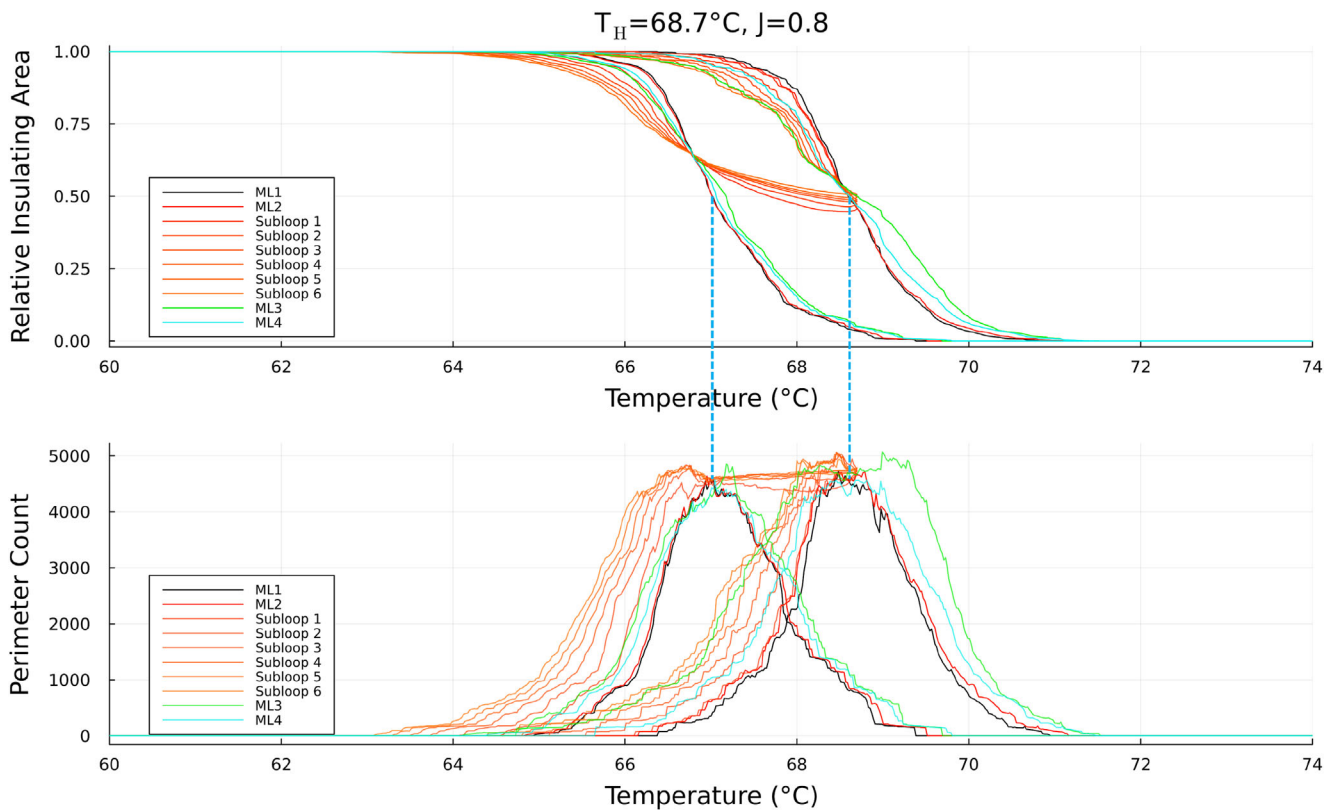 T_H=68.7°C, J=0.8
Relative Insulating Area
1.00
0.75
0.50
0.25
0.00
ML1
ML2
Subloop 1
Subloop 2
Subloop 3
Subloop 4
Subloop 5
Subloop 6
ML3
ML4
60 62 64 66 68 70 72 74
Temperature (°C)
Perimeter Count
5000
4000
3000
2000
1000
0
ML1
ML2
Subloop 1
Subloop 2
Subloop 3
Subloop 4
Subloop 5
Subloop 6
ML3
ML4
60 62 64 66 68 70 72 74
Temperature (°C)